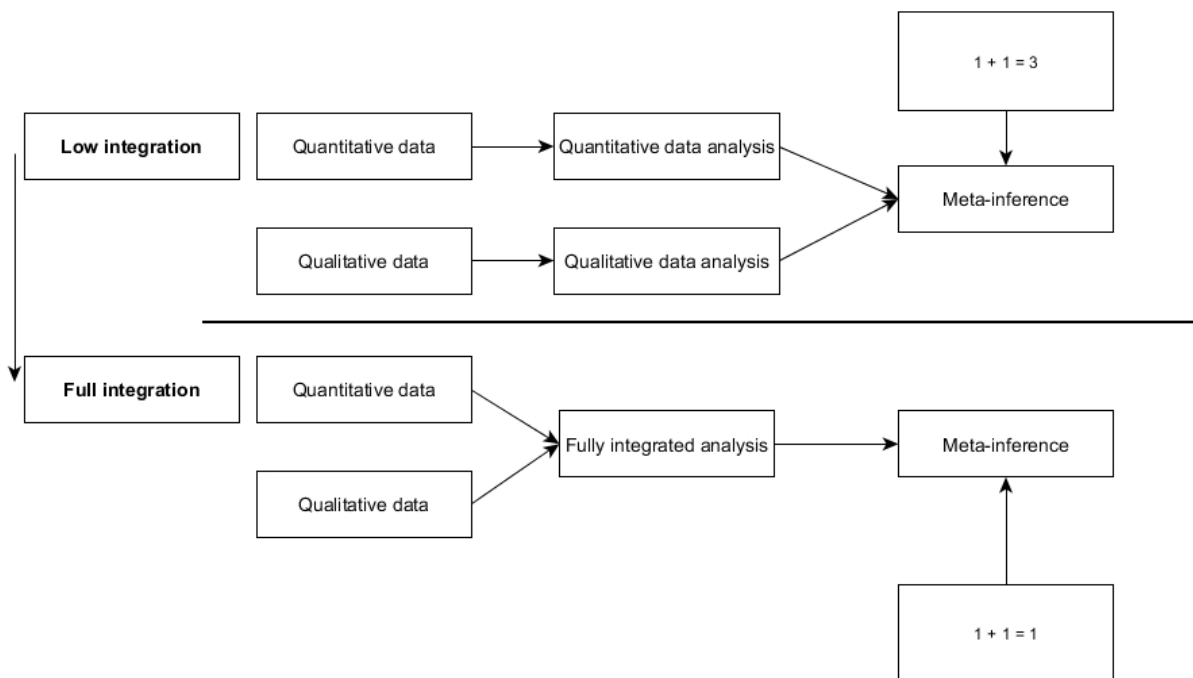 1 + 1 = 3
Low integration
Quantitative data
Quantitative data analysis
Meta-inference
Qualitative data
Qualitative data analysis
Full integration
Quantitative data
Fully integrated analysis
Meta-inference
Qualitative data
1 + 1 = 1